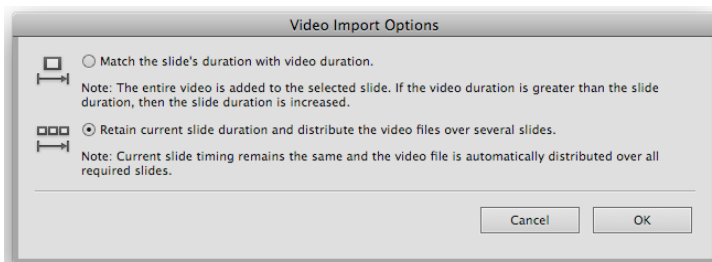 Video Import Options
Match the slide's duration with video duration.
Note: The entire video is added to the selected slide. If the video duration is greater than the slide
duration, then the slide duration is increased.
Retain current slide duration and distribute the video files over several slides.
Note: Current slide timing remains the same and the video file is automatically distributed over all
required slides.
Cancel
OK